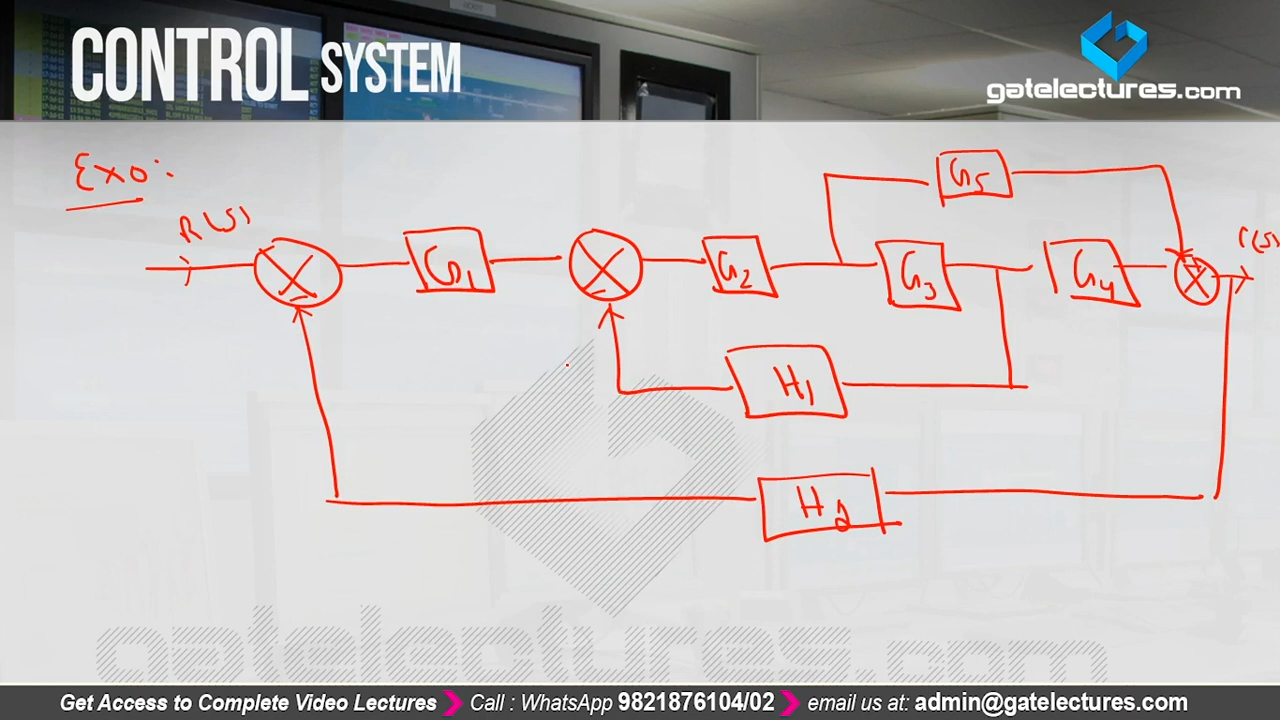 CONTROL SYSTEM
gatelectures.com
Exo:
R(s)
G1
G2
G3
G4
G5
C(s)
H1
H2
gatelectures.com
Get Access to Complete Video Lectures Call : WhatsApp 9821876104/02 email us at: admin@gatelectures.com